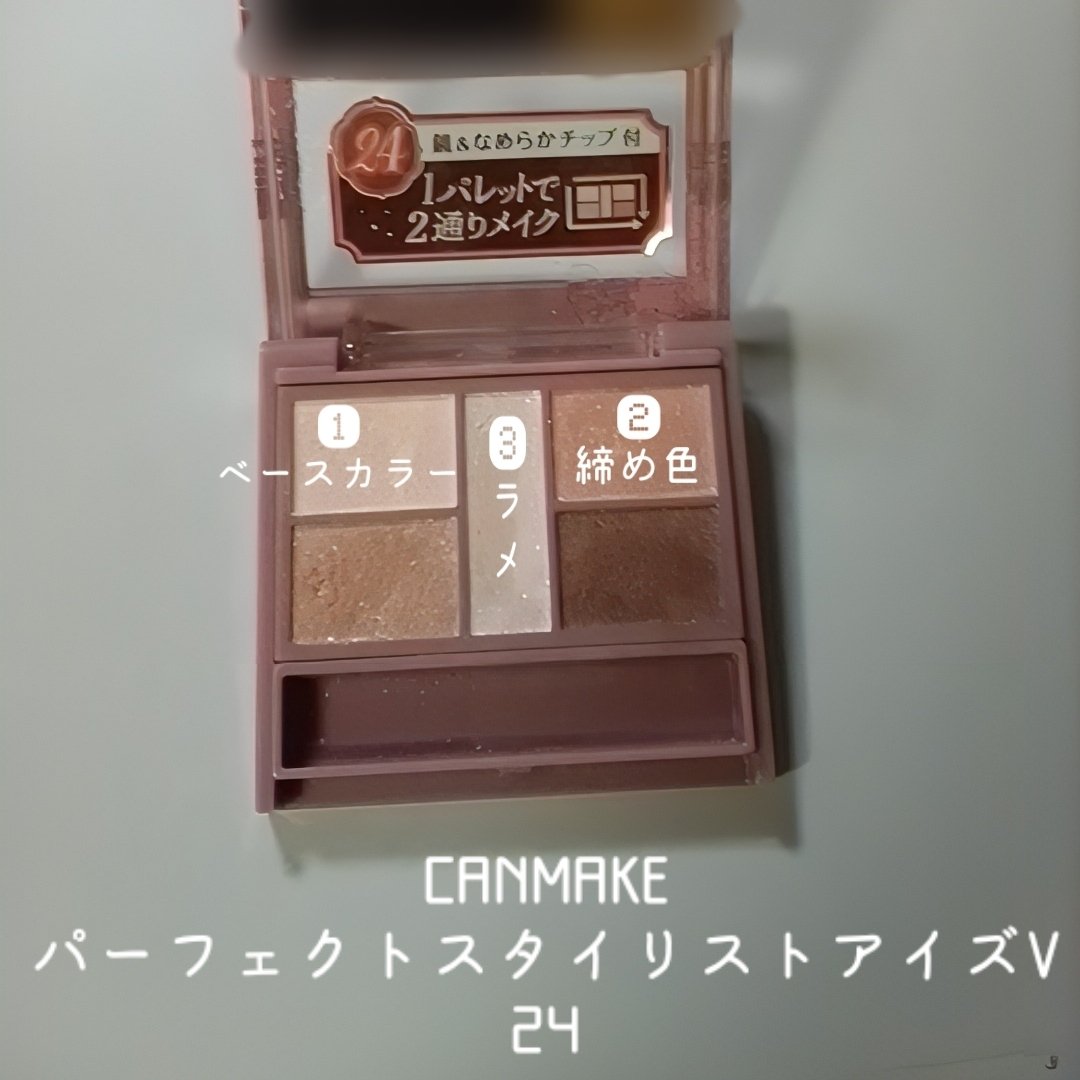 24
&なめらかチップ付
1パレットで
2通りメイク
1
ベースカラー
3
ラメ
2
締め色
CANMAKE
パーフェクトスタイリストアイズV
24